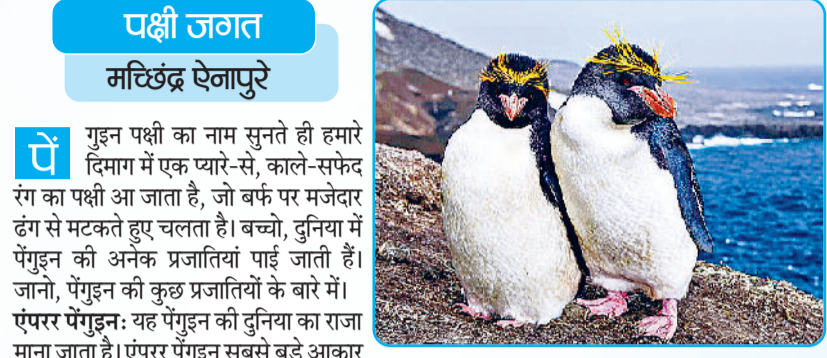 पक्षी जगत
मच्छिंद्र ऐनापुरे
पेंगुइन पक्षी का नाम सुनते ही हमारे
दिमाग में एक प्यारे-से, काले-सफेद
रंग का पक्षी आ जाता है, जो बर्फ पर मजेदार
ढंग से मटकते हुए चलता है। बच्चो, दुनिया में
पेंगुइन की अनेक प्रजातियां पाई जाती हैं।
जानो, पेंगुइन की कुछ प्रजातियों के बारे में।
एंपरर पेंगुइन: यह पेंगुइन की दुनिया का राजा
माना जाता है। एंपरर पेंगुइन सबसे बड़े आकार